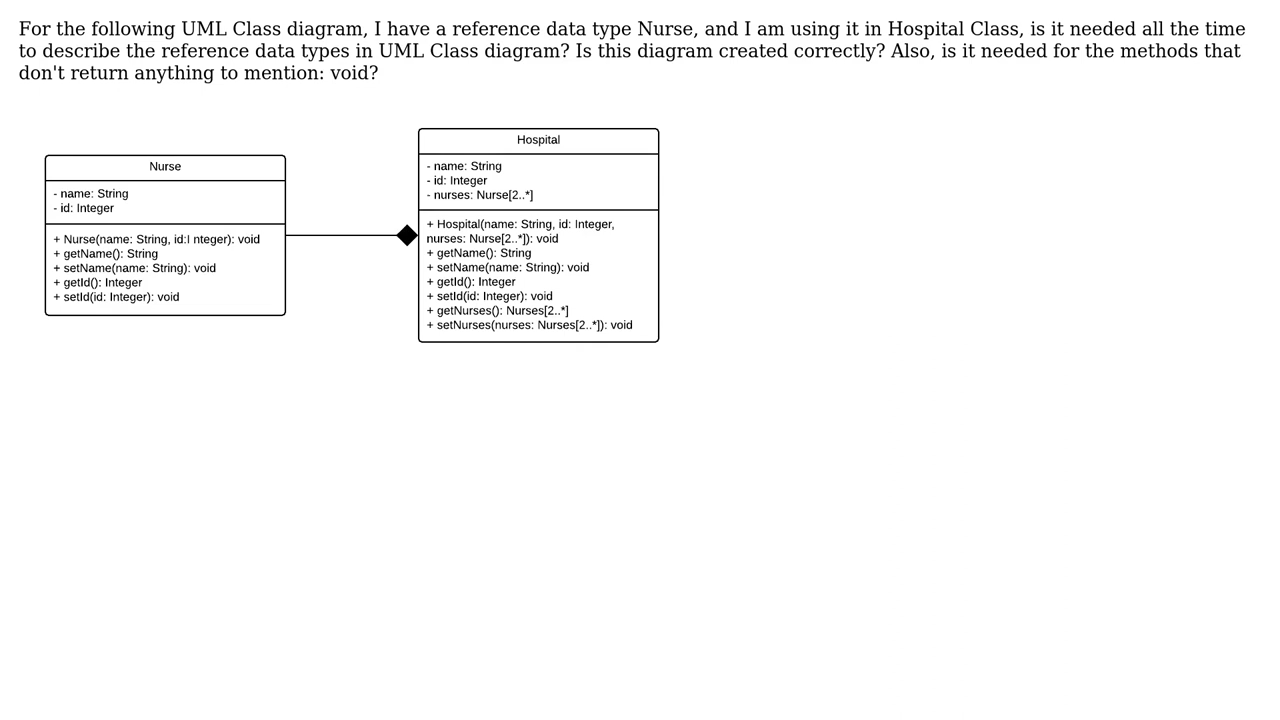 For the following UML Class diagram, I have a reference data type Nurse, and I am using it in Hospital Class, is it needed all the time
to describe the reference data types in UML Class diagram? Is this diagram created correctly? Also, is it needed for the methods that
don't return anything to mention: void?
Nurse
- name: String
- id: Integer
+ Nurse(name: String, id:I nteger): void
+ getName(): String
+ setName(name: String): void
+ getId(): Integer
+ setId(id: Integer): void
Hospital
- name: String
- id: Integer
- nurses: Nurse[2..*]
+ Hospital(name: String, id: Integer,
nurses: Nurse[2..*]): void
+ getName(): String
+ setName(name: String): void
+ getId(): Integer
+ setId(id: Integer): void
+ getNurses(): Nurses[2..*]
+ setNurses(nurses: Nurses[2..*]): void